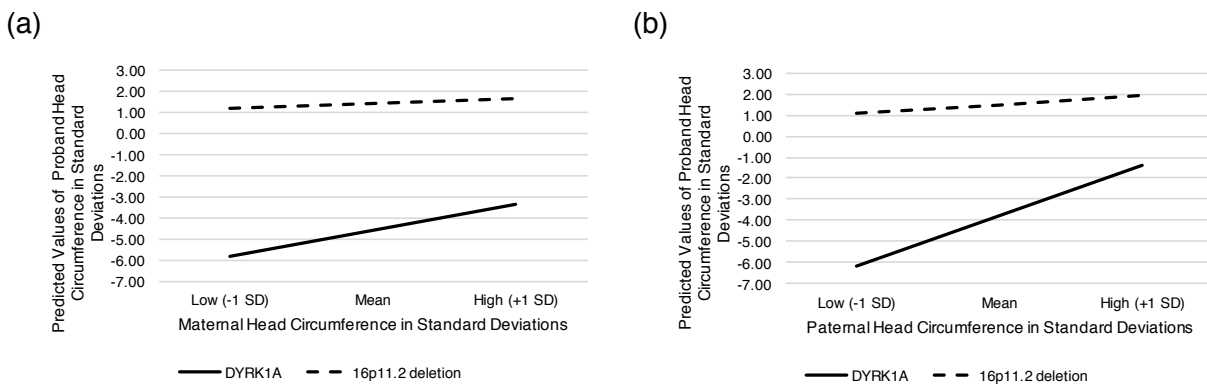 (a)
Predicted Values of Proband Head
Circumference in Standard
Deviations
3.00
2.00
1.00
0.00
-1.00
-2.00
-3.00
-4.00
-5.00
-6.00
-7.00
Low (-1 SD) Mean High (+1 SD)
Maternal Head Circumference in Standard Deviations
DYRK1A 16p11.2 deletion
(b)
Predicted Values of Proband Head
Circumference in Standard
Deviations
3.00
2.00
1.00
0.00
-1.00
-2.00
-3.00
-4.00
-5.00
-6.00
-7.00
Low (-1 SD) Mean High (+1 SD)
Paternal Head Circumference in Standard Deviations
DYRK1A 16p11.2 deletion